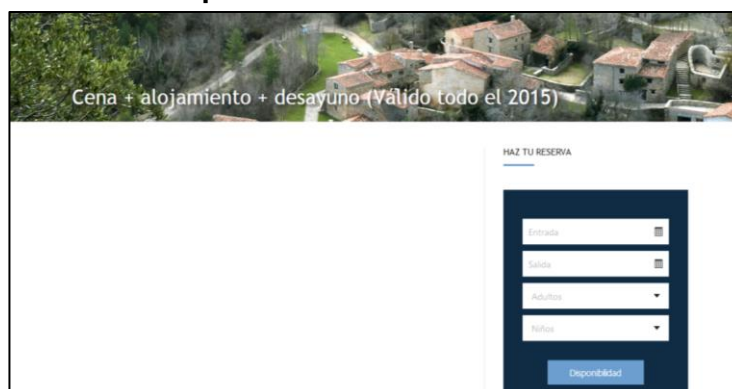 Cena + alojamiento + desayuno (Válido todo el 2015)
HAZ TU RESERVA
Entrada
Salida
Adultos
Niños
Disponibilidad